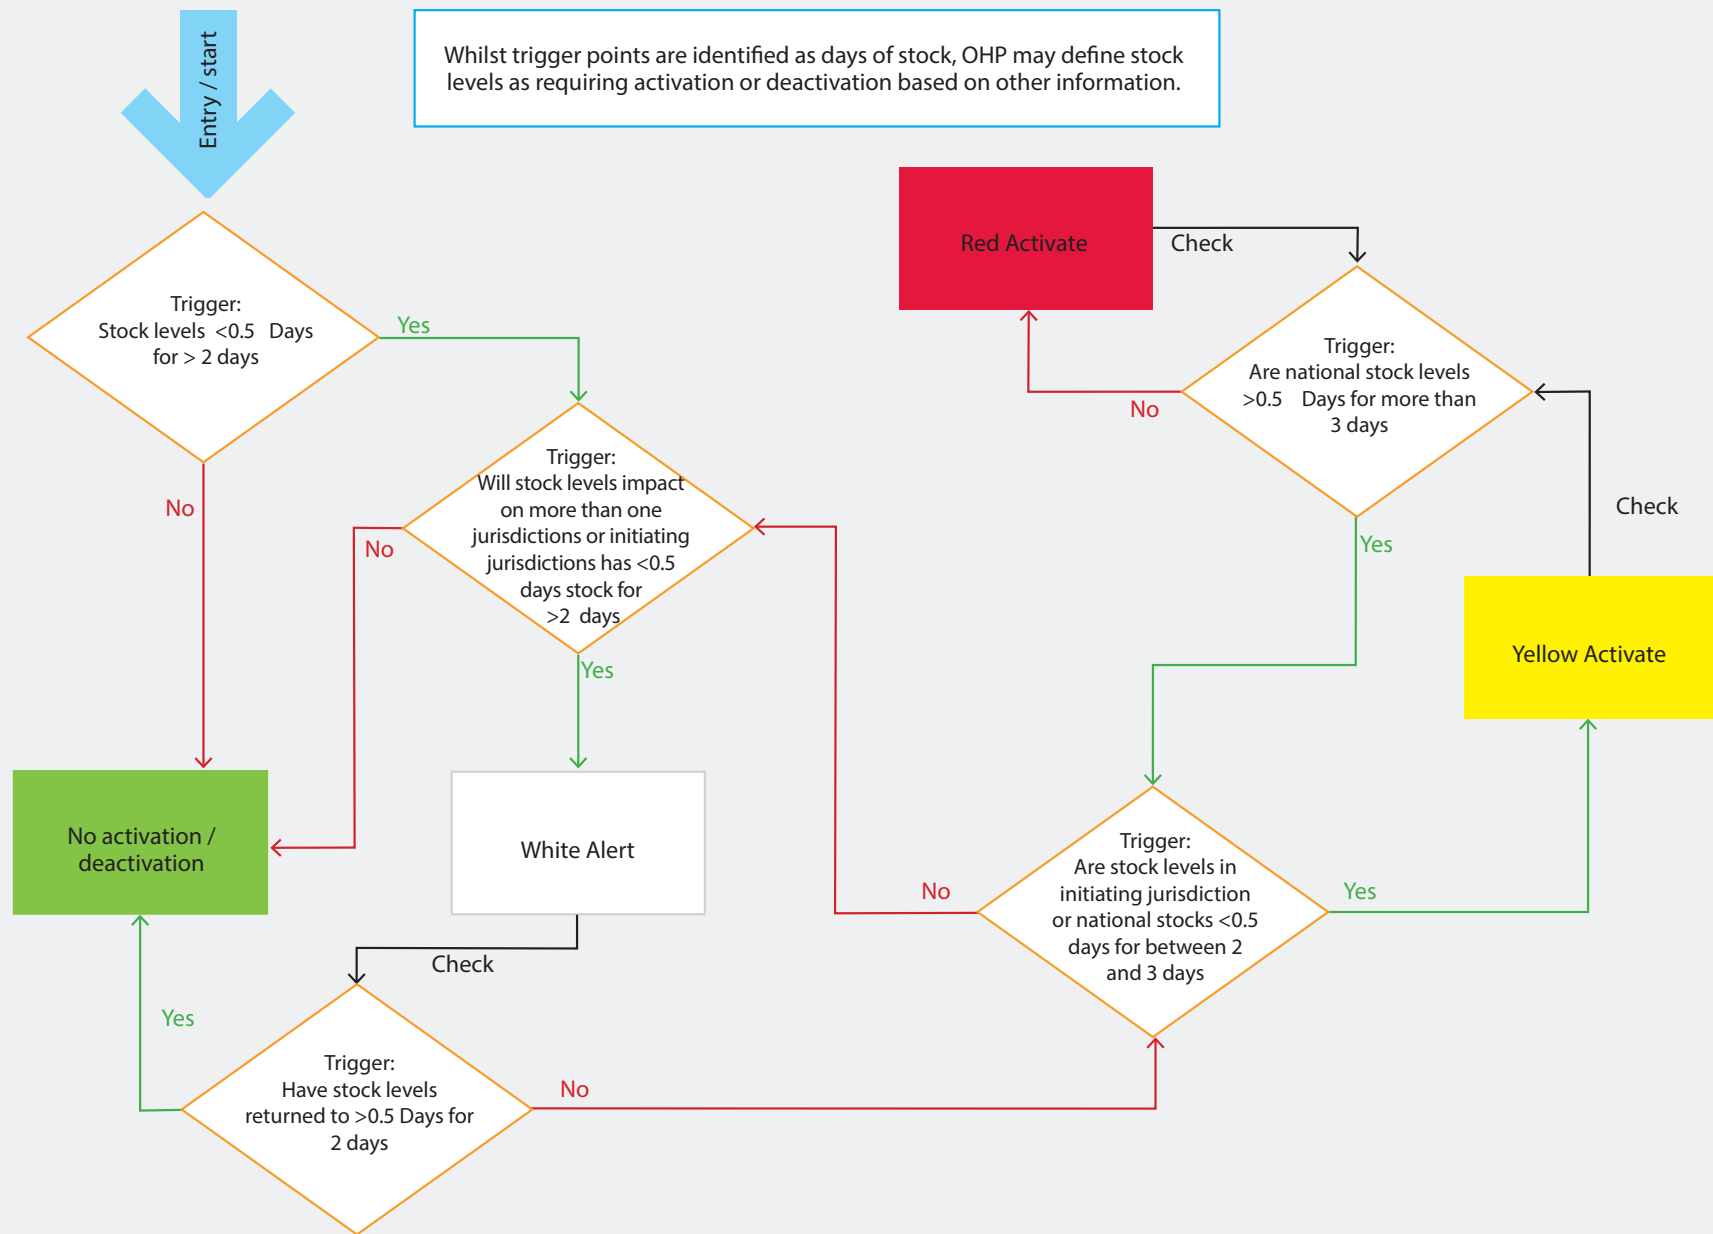 Entry / start
Whilst trigger points are identified as days of stock, OHP may define stock
levels as requiring activation or deactivation based on other information.
Red Activate
Check
Trigger:
Stock levels <0.5 Days
for > 2 days
Yes
No
Trigger:
Are national stock levels
>0.5 Days for more than
3 days
No
Yes
Check
Trigger:
Will stock levels impact
on more than one
jurisdictions or initiating
jurisdictions has <0.5
days stock for
>2 days
No
Yes
Yellow Activate
No activation /
deactivation
White Alert
Trigger:
Are stock levels in
initiating jurisdiction
or national stocks <0.5
days for between 2
and 3 days
No
Yes
Check
Yes
Trigger:
Have stock levels
returned to >0.5 Days for
2 days
No